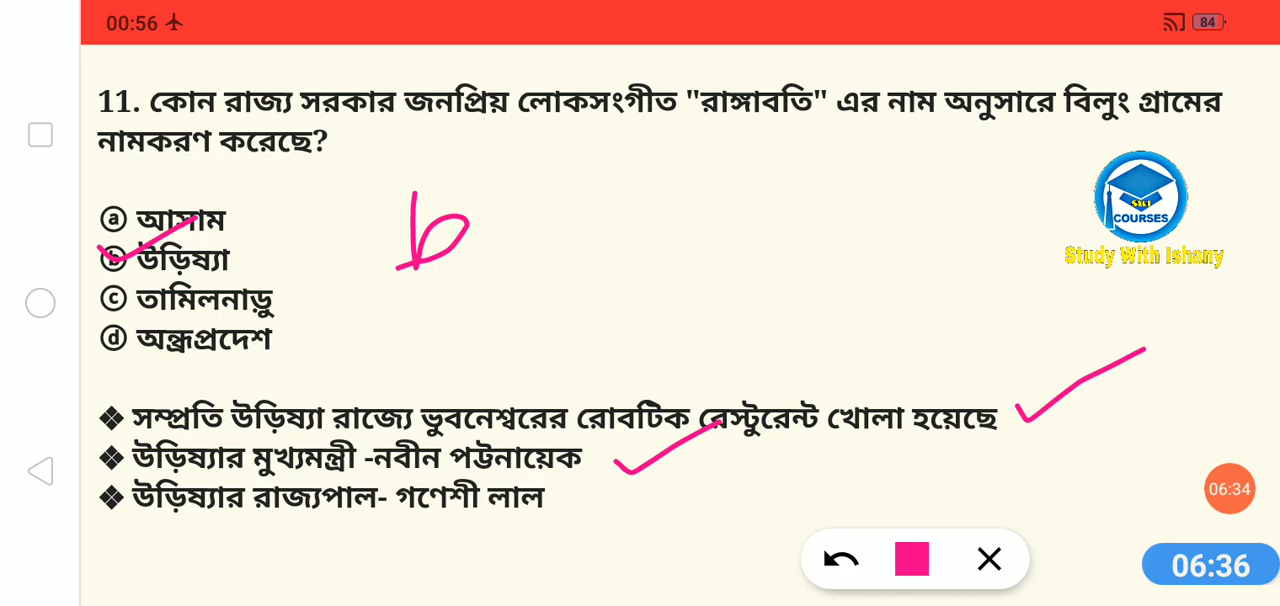 00:56
84
11. কোন রাজ্য সরকার জনপ্রিয় লোকসংগীত "রাঙ্গাবতি" এর নাম অনুসারে বিলুং গ্রামের
নামকরণ করেছে?
ⓐ আসাম
ⓑ উড়িষ্যা
b
ⓒ তামিলনাড়ু
ⓓ অন্ধ্রপ্রদেশ
COURSES
Study With Ishany
❖ সম্প্রতি উড়িষ্যা রাজ্যে ভুবনেশ্বরের রোবটিক রেস্টুরেন্ট খোলা হয়েছে
❖ উড়িষ্যার মুখ্যমন্ত্রী -নবীন পট্টনায়েক
❖ উড়িষ্যার রাজ্যপাল- গণেশী লাল
06:34
06:36